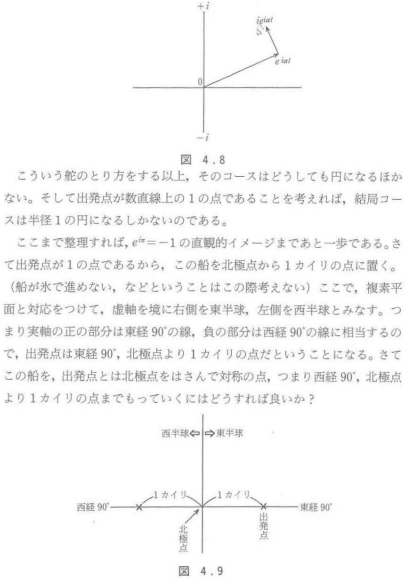 +i
ie^{iαt}
e^{iαt}
0
−i
図 4.8
こういう舵のとり方をする以上，そのコースはどうしても円になるほか
ない。そして出発点が数直線上の1の点であることを考えれば，結局コー
スは半径1の円になるしかないのである。
ここまで整理すれば，e^{iπ}＝−1の直観的イメージまであと一歩である。さ
て出発点が1の点であるから，この船を北極点から1カイリの点に置く。
（船が氷で進めない，などということはこの際考えない）ここで，複素平
面と対応をつけて，虚軸を境に右側を東半球，左側を西半球とみなす。つ
まり実軸の正の部分は東経90°の線，負の部分は西経90°の線に相当するの
で，出発点は東経90°，北極点より1カイリの点だということになる。さて
この船を，出発点とは北極点をはさんで対称の点，つまり西経90°，北極点
より1カイリの点までもっていくにはどうすれば良いか？
西半球⇦ ⇨東半球
1カイリ 1カイリ
西経90° 東経90°
北極点
出発点
図 4.9